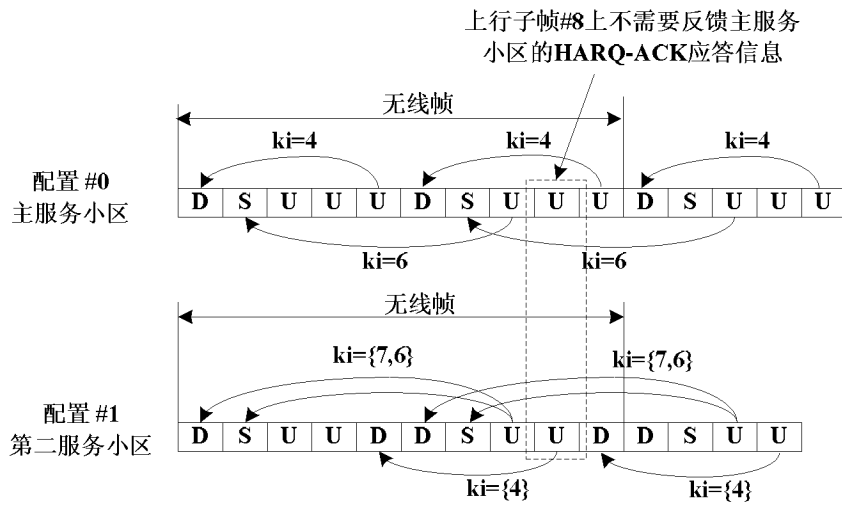 上行子帧#8上不需要反馈主服务
小区的HARQ-ACK应答信息
无线帧
ki=4 ki=4 ki=4
配置 #0
主服务小区
D S U U U D S U U U D S U U U
ki=6 ki=6
无线帧
ki={7,6} ki={7,6}
配置 #1
第二服务小区
D S U U D D S U U D D S U U
ki={4} ki={4}